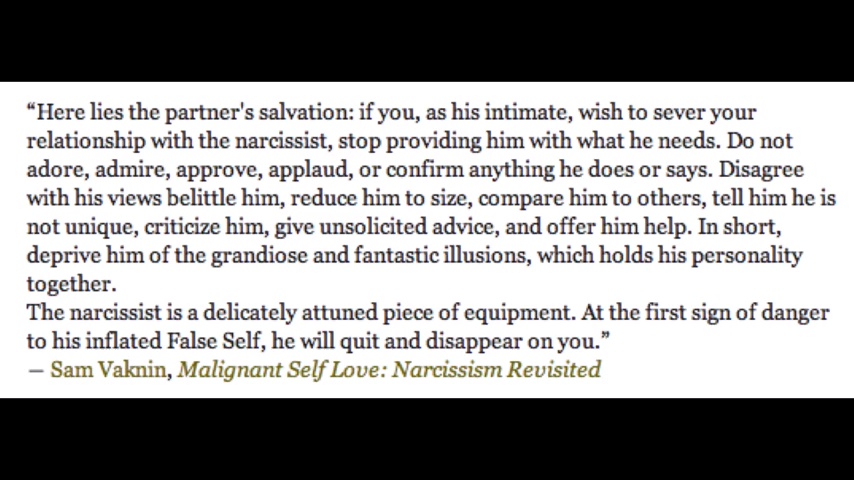 “Here lies the partner's salvation: if you, as his intimate, wish to sever your
relationship with the narcissist, stop providing him with what he needs. Do not
adore, admire, approve, applaud, or confirm anything he does or says. Disagree
with his views belittle him, reduce him to size, compare him to others, tell him he is
not unique, criticize him, give unsolicited advice, and offer him help. In short,
deprive him of the grandiose and fantastic illusions, which holds his personality
together.
The narcissist is a delicately attuned piece of equipment. At the first sign of danger
to his inflated False Self, he will quit and disappear on you.”
― Sam Vaknin, Malignant Self Love: Narcissism Revisited